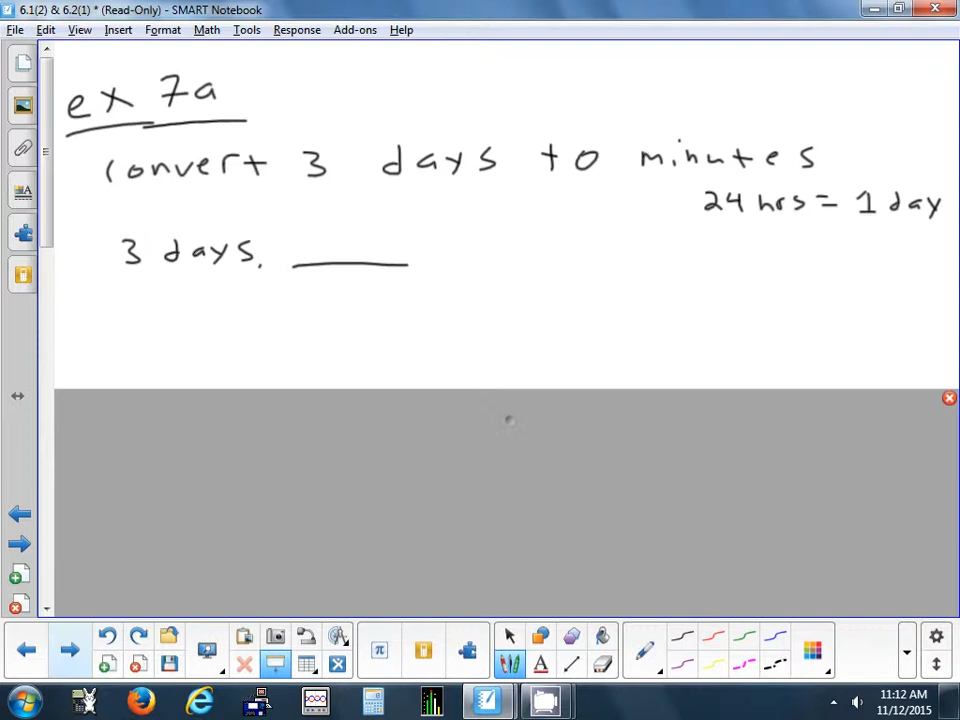 6.1(2) & 6.2(1) * (Read-Only) - SMART Notebook
File Edit View Insert Format Math Tools Response Add-ons Help
ex 7a
convert 3 days to minutes
24 hrs = 1 day
3 days. ____
11:12 AM
11/12/2015